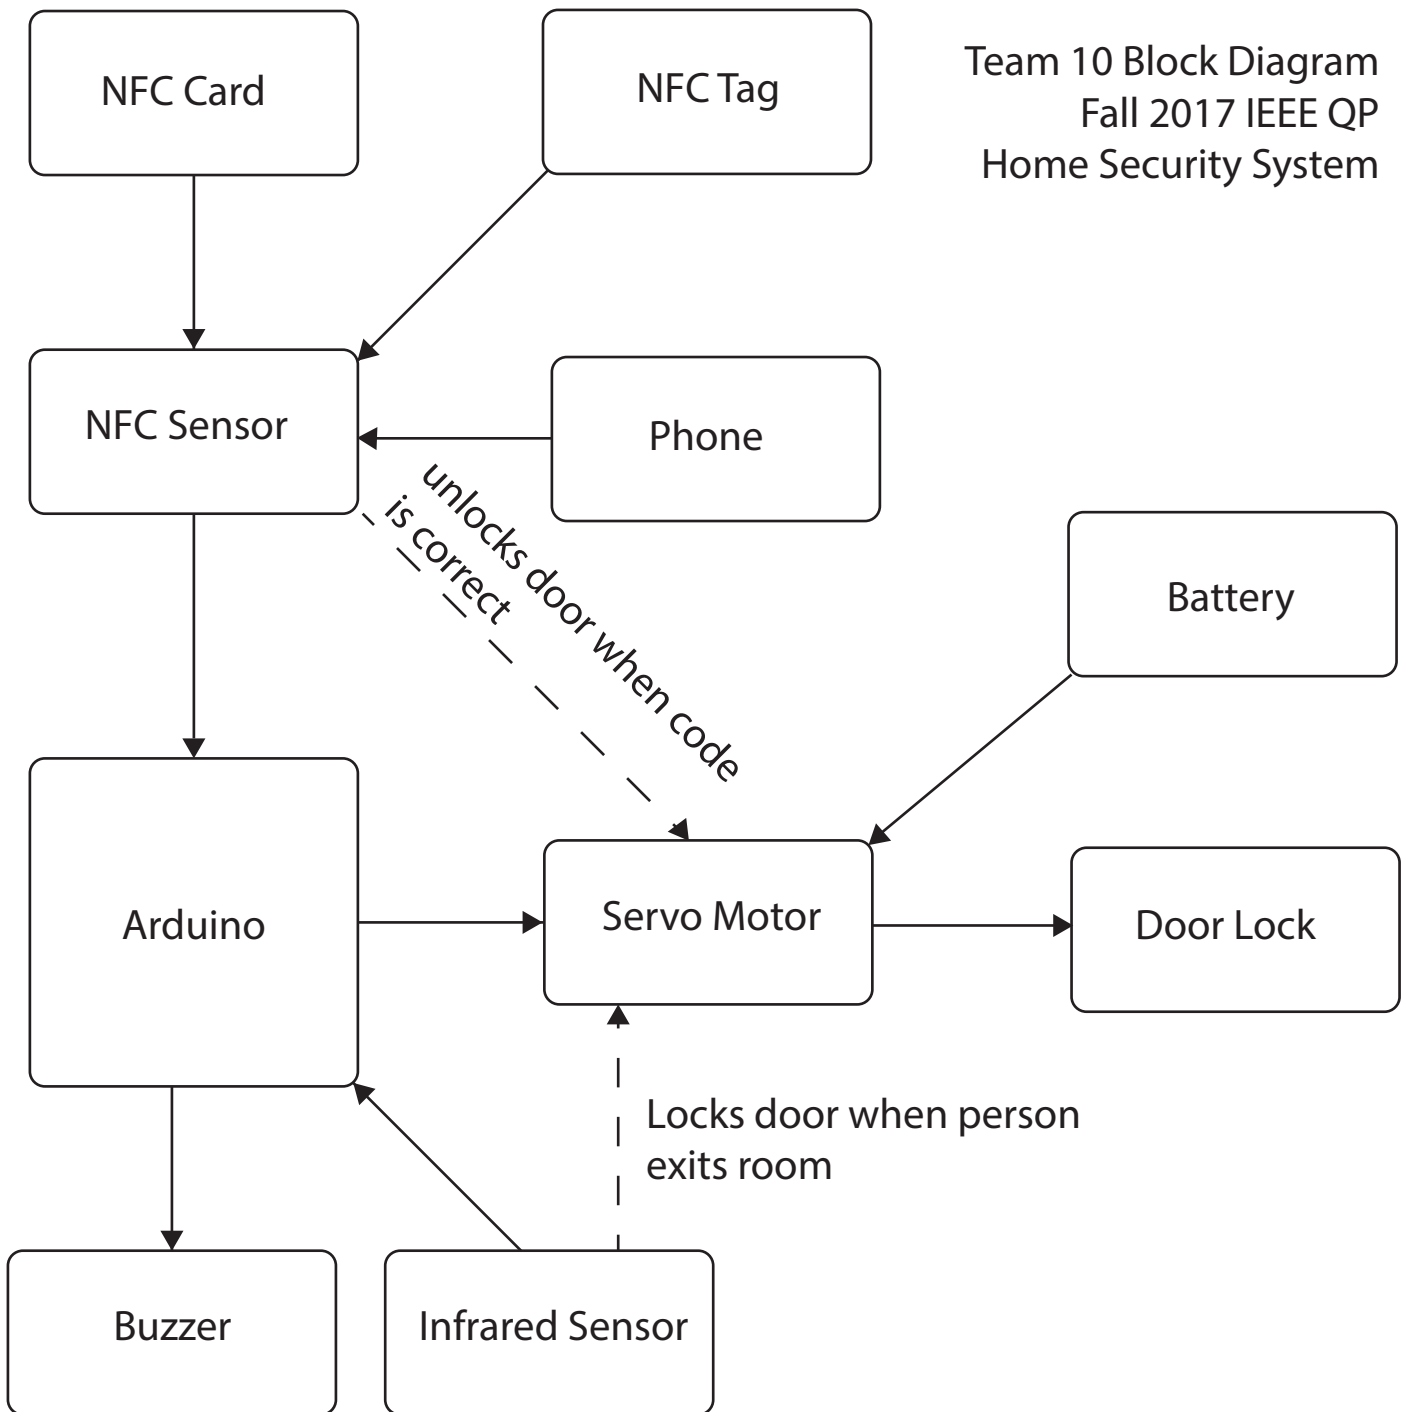 NFC Card
NFC Tag
Team 10 Block Diagram
Fall 2017 IEEE QP
Home Security System
NFC Sensor
Phone
unlocks door when code
is correct
Battery
Arduino
Servo Motor
Door Lock
Locks door when person
exits room
Buzzer
Infrared Sensor